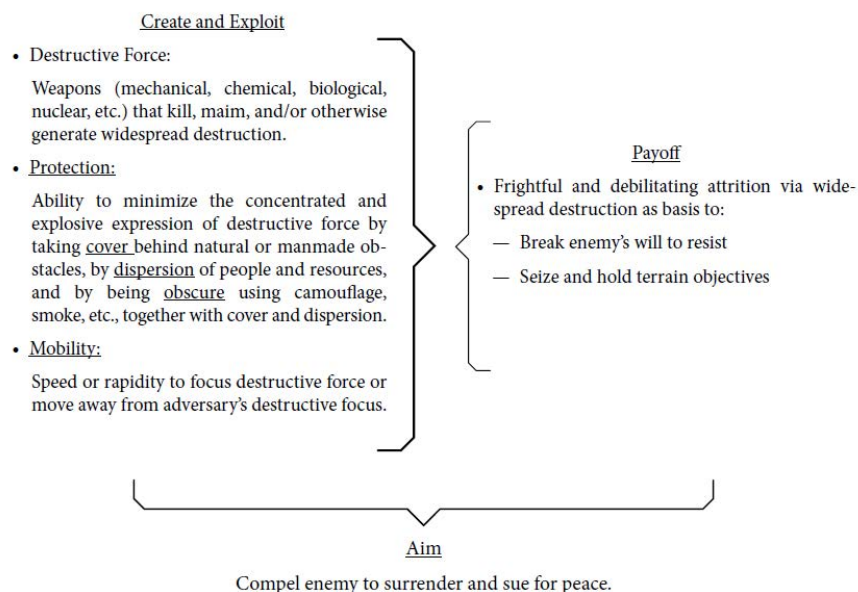 Create and Exploit
• Destructive Force:
Weapons (mechanical, chemical, biological,
nuclear, etc.) that kill, maim, and/or otherwise
generate widespread destruction.
• Protection:
Ability to minimize the concentrated and
explosive expression of destructive force by
taking cover behind natural or manmade ob-
stacles, by dispersion of people and resources,
and by being obscure using camouflage,
smoke, etc., together with cover and dispersion.
• Mobility:
Speed or rapidity to focus destructive force or
move away from adversary's destructive focus.
Payoff
• Frightful and debilitating attrition via wide-
spread destruction as basis to:
— Break enemy's will to resist
— Seize and hold terrain objectives
Aim
Compel enemy to surrender and sue for peace.